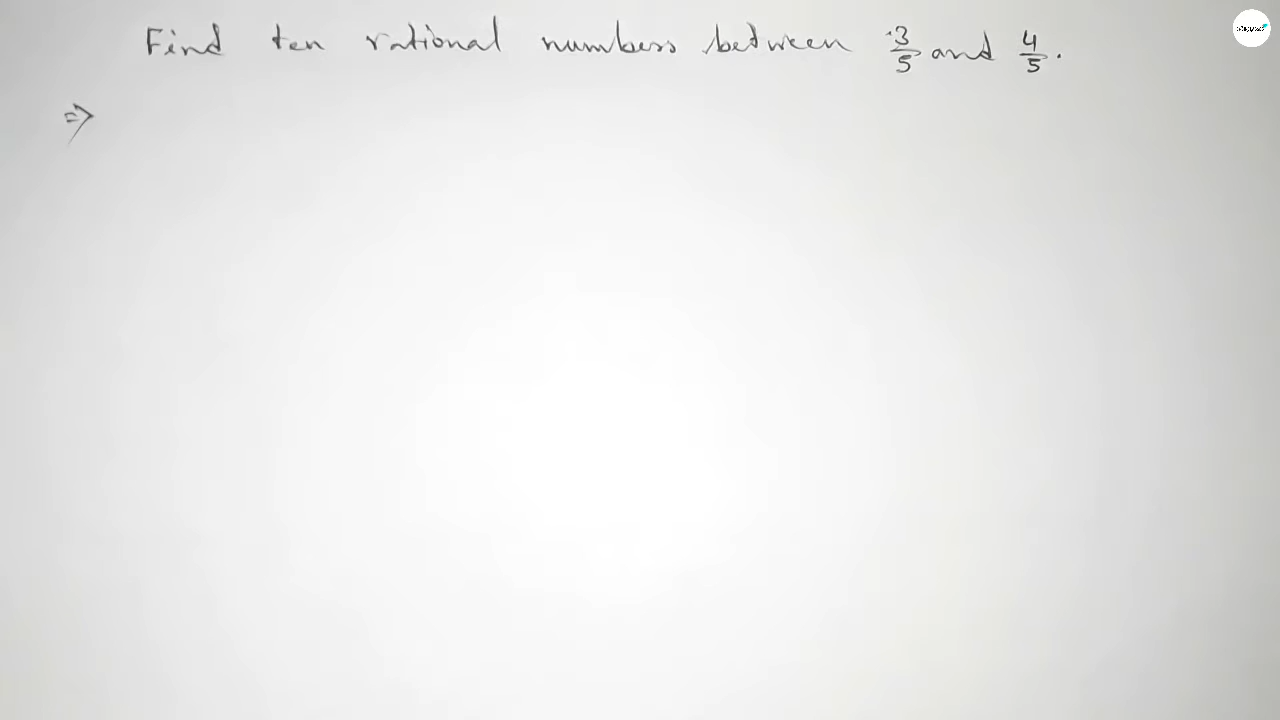 Find ten rational numbers between 3/5 and 4/5.
⇒